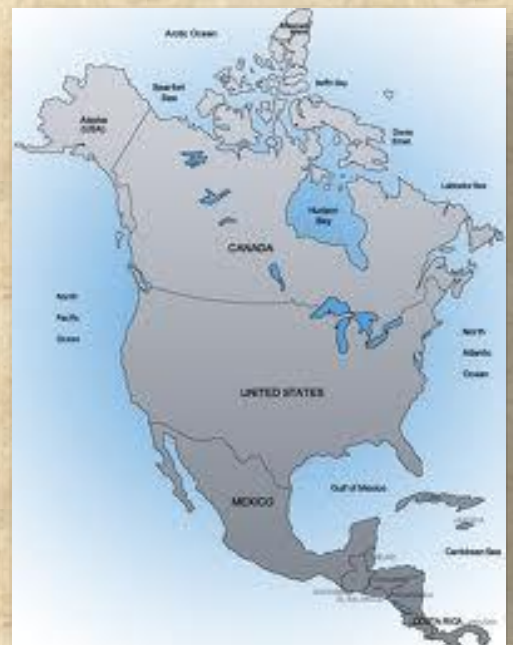 Arctic Ocean
Beaufort
Sea
Baffin Bay
Alaska
(USA)
Davis
Strait
Labrador Sea
Hudson
Bay
CANADA
North
Pacific
Ocean
North
Atlantic
Ocean
UNITED STATES
Gulf of Mexico
MEXICO
Caribbean Sea
COSTA RICA